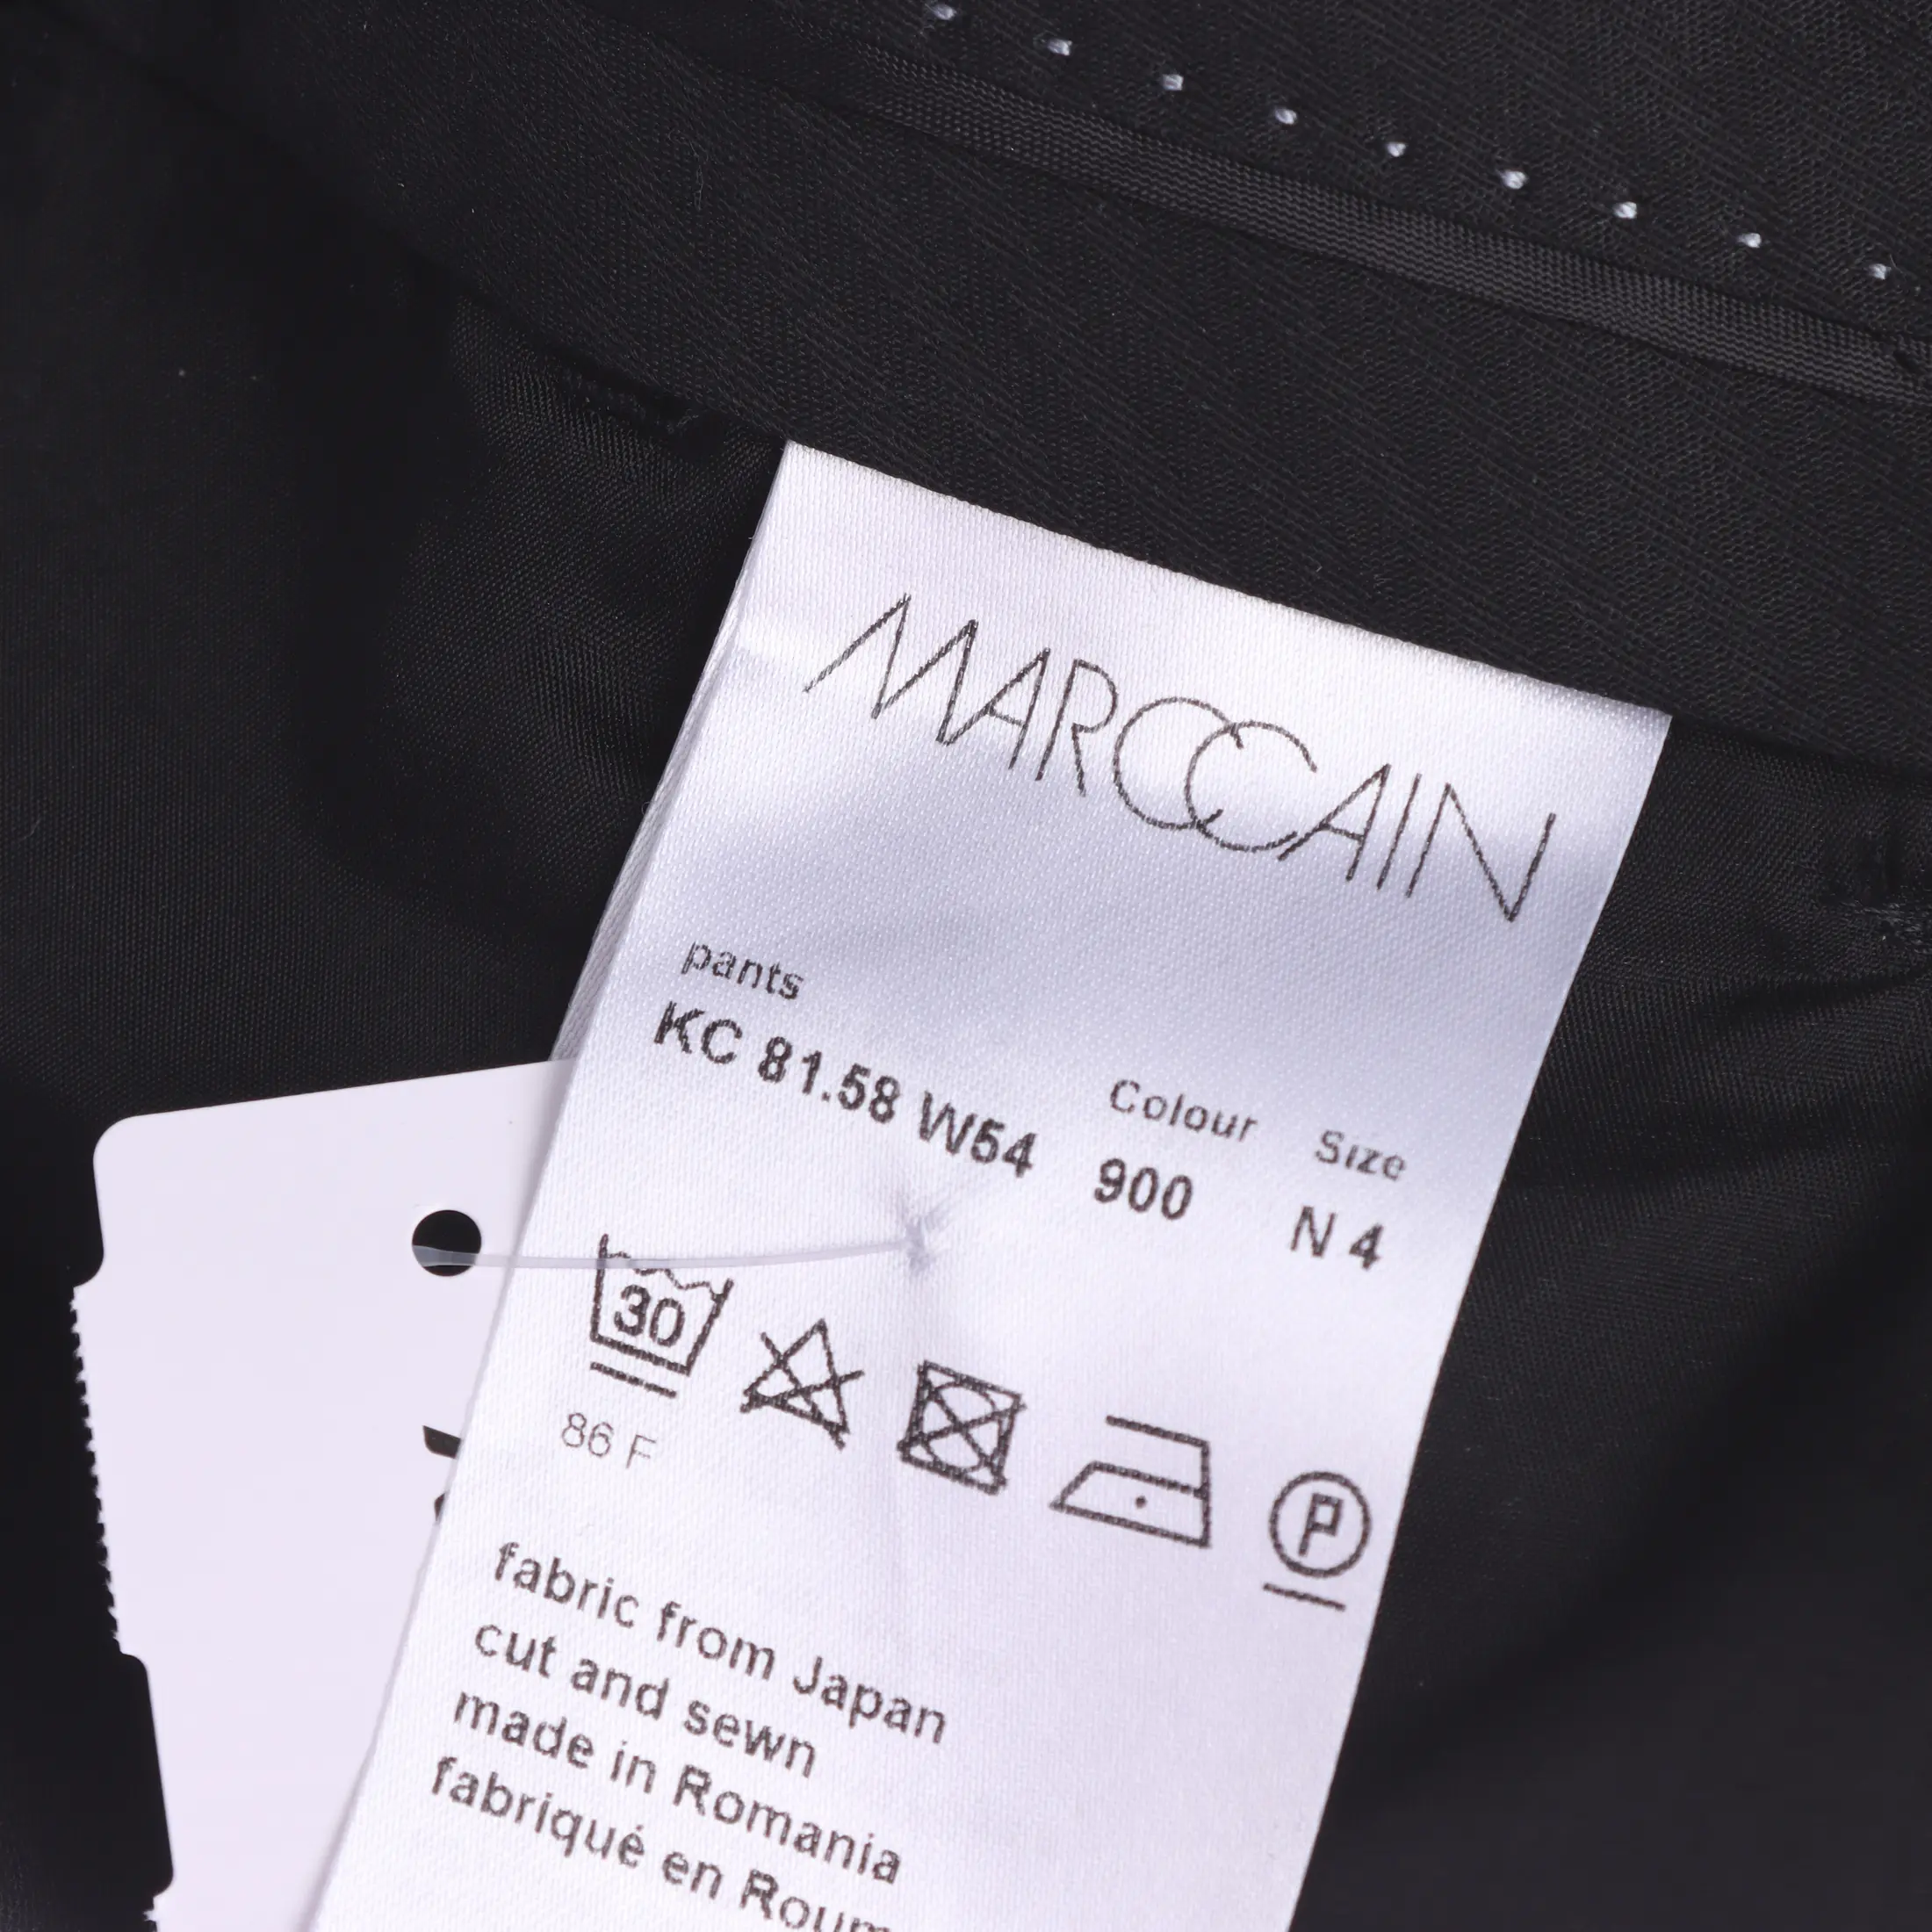 MARCCAIN
pants
Colour Size
KC 81.58 W54 900 N 4
30
P
86 F
fabric from Japan
cut and sewn
made in Romania
fabriqué en